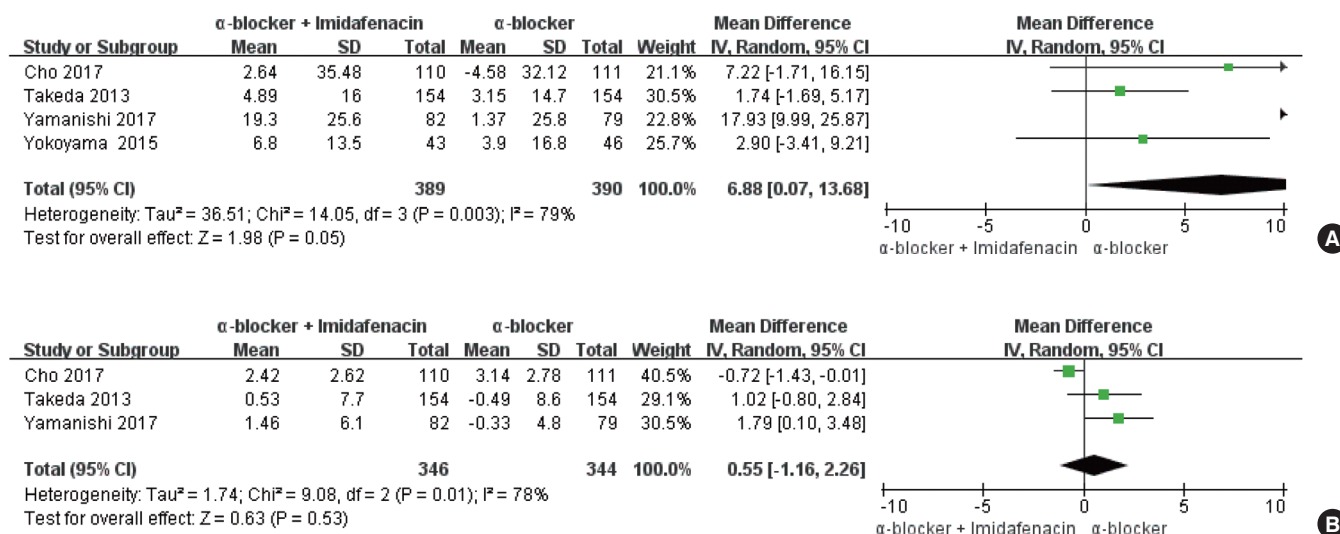 α-blocker + Imidafenacin α-blocker Mean Difference Mean Difference
Study or Subgroup Mean SD Total Mean SD Total Weight IV, Random, 95% CI IV, Random, 95% CI
Cho 2017 2.64 35.48 110 -4.58 32.12 111 21.1% 7.22 [-1.71, 16.15]
Takeda 2013 4.89 16 154 3.15 14.7 154 30.5% 1.74 [-1.69, 5.17]
Yamanishi 2017 19.3 25.6 82 1.37 25.8 79 22.8% 17.93 [9.99, 25.87]
Yokoyama 2015 6.8 13.5 43 3.9 16.8 46 25.7% 2.90 [-3.41, 9.21]
Total (95% CI) 389 390 100.0% 6.88 [0.07, 13.68]
Heterogeneity: Tau² = 36.51; Chi² = 14.05, df = 3 (P = 0.003); I² = 79%
Test for overall effect: Z = 1.98 (P = 0.05)
-10 -5 0 5 10
α-blocker + Imidafenacin α-blocker
A
α-blocker + Imidafenacin α-blocker Mean Difference Mean Difference
Study or Subgroup Mean SD Total Mean SD Total Weight IV, Random, 95% CI IV, Random, 95% CI
Cho 2017 2.42 2.62 110 3.14 2.78 111 40.5% -0.72 [-1.43, -0.01]
Takeda 2013 0.53 7.7 154 -0.49 8.6 154 29.1% 1.02 [-0.80, 2.84]
Yamanishi 2017 1.46 6.1 82 -0.33 4.8 79 30.5% 1.79 [0.10, 3.48]
Total (95% CI) 346 344 100.0% 0.55 [-1.16, 2.26]
Heterogeneity: Tau² = 1.74; Chi² = 9.08, df = 2 (P = 0.01); I² = 78%
Test for overall effect: Z = 0.63 (P = 0.53)
-10 -5 0 5 10
α-blocker + Imidafenacin α-blocker
B